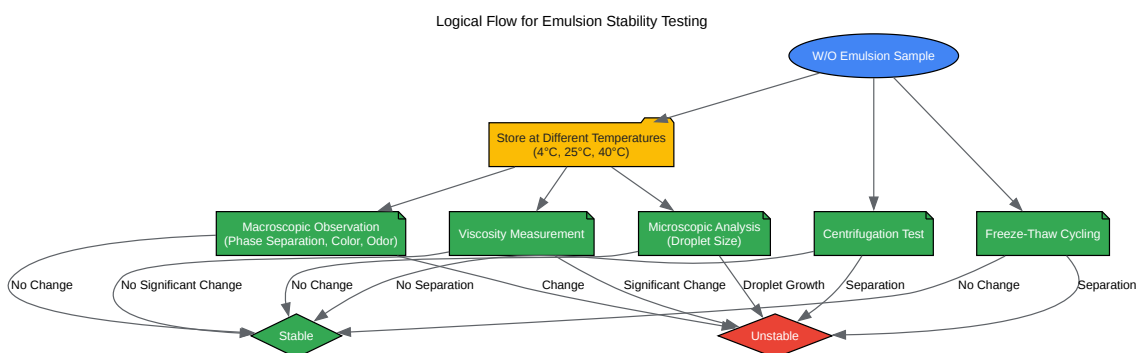 Logical Flow for Emulsion Stability Testing
W/O Emulsion Sample
Store at Different Temperatures
(4°C, 25°C, 40°C)
Macroscopic Observation
(Phase Separation, Color, Odor)
Viscosity Measurement
Microscopic Analysis
(Droplet Size)
Centrifugation Test
Freeze-Thaw Cycling
No Change
No Significant Change
No Change
No Separation
Change
Significant Change
Droplet Growth
Separation
No Change
Separation
Stable
Unstable